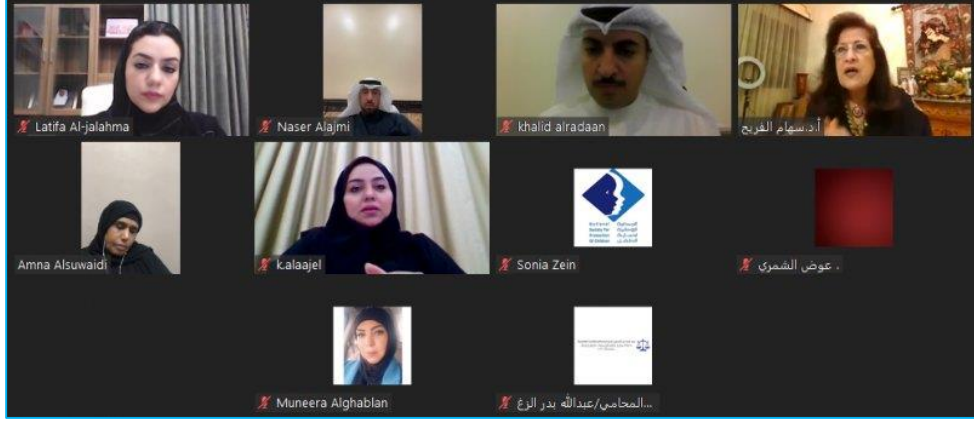 Latifa Al-jalahma
Naser Alajmi
khalid alradaan
أ.د.سهام الفريح
Amna Alsuwaidi
k.alaajel
Sonia Zein
. عوض الشمري
Muneera Alghablan
...المحامي/عبدالله بدر الزغ